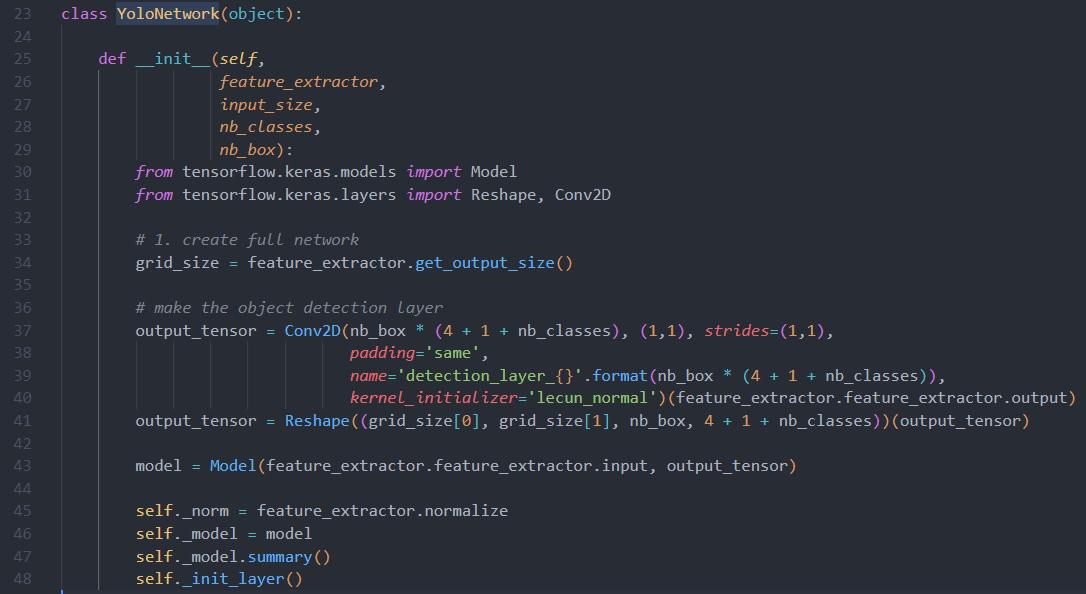 23 class YoloNetwork(object):
24
25     def __init__(self,
26                  feature_extractor,
27                  input_size,
28                  nb_classes,
29                  nb_box):
30         from tensorflow.keras.models import Model
31         from tensorflow.keras.layers import Reshape, Conv2D
32
33         # 1. create full network
34         grid_size = feature_extractor.get_output_size()
35
36         # make the object detection layer
37         output_tensor = Conv2D(nb_box * (4 + 1 + nb_classes), (1,1), strides=(1,1),
38                                padding='same',
39                                name='detection_layer_{}'.format(nb_box * (4 + 1 + nb_classes)),
40                                kernel_initializer='lecun_normal')(feature_extractor.feature_extractor.output)
41         output_tensor = Reshape((grid_size[0], grid_size[1], nb_box, 4 + 1 + nb_classes))(output_tensor)
42
43         model = Model(feature_extractor.feature_extractor.input, output_tensor)
44
45         self._norm = feature_extractor.normalize
46         self._model = model
47         self._model.summary()
48         self._init_layer()